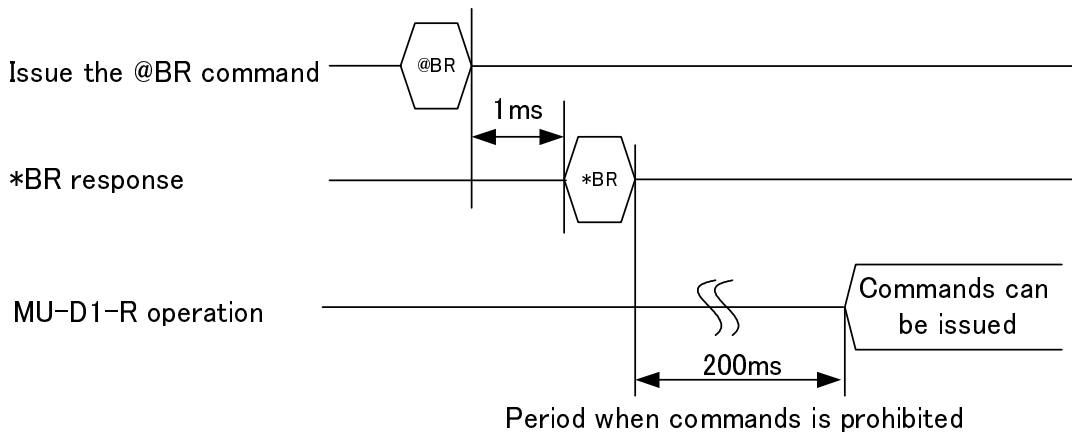 Issue the @BR command
@BR
1ms
*BR response
*BR
MU-D1-R operation
Commands can
be issued
200ms
Period when commands is prohibited